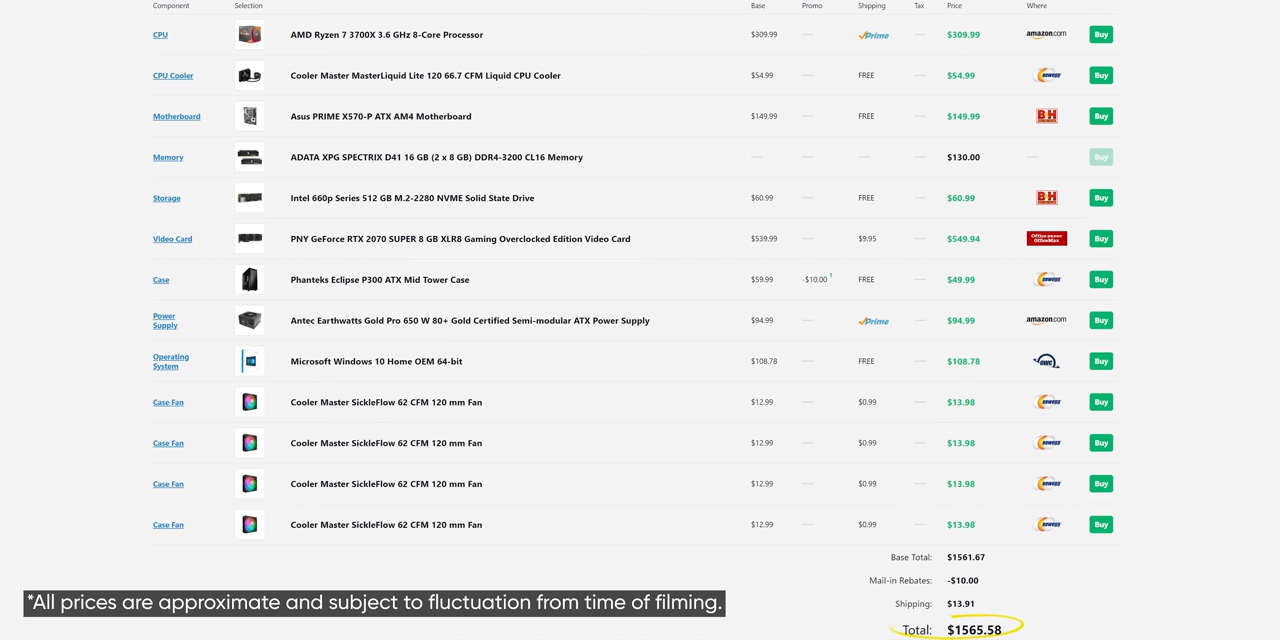 Component Selection Base Promo Shipping Tax Price Where
CPU AMD Ryzen 7 3700X 3.6 GHz 8-Core Processor $309.99 — Prime — $309.99 amazon.com Buy
CPU Cooler Cooler Master MasterLiquid Lite 120 66.7 CFM Liquid CPU Cooler $54.99 — FREE — $54.99 newegg Buy
Motherboard Asus PRIME X570-P ATX AM4 Motherboard $149.99 — FREE — $149.99 B&H Buy
Memory ADATA XPG SPECTRIX D41 16 GB (2 x 8 GB) DDR4-3200 CL16 Memory — — — — $130.00 — Buy
Storage Intel 660p Series 512 GB M.2-2280 NVME Solid State Drive $60.99 — FREE — $60.99 B&H Buy
Video Card PNY GeForce RTX 2070 SUPER 8 GB XLR8 Gaming Overclocked Edition Video Card $539.99 — $9.95 — $549.94 Office DEPOT OfficeMax Buy
Case Phanteks Eclipse P300 ATX Mid Tower Case $59.99 -$10.00 1 FREE — $49.99 newegg Buy
Power
Supply Antec Earthwatts Gold Pro 650 W 80+ Gold Certified Semi-modular ATX Power Supply $94.99 — Prime — $94.99 amazon.com Buy
Operating
System Microsoft Windows 10 Home OEM 64-bit $108.78 — FREE — $108.78 OWC Buy
Case Fan Cooler Master SickleFlow 62 CFM 120 mm Fan $12.99 — $0.99 — $13.98 newegg Buy
Case Fan Cooler Master SickleFlow 62 CFM 120 mm Fan $12.99 — $0.99 — $13.98 newegg Buy
Case Fan Cooler Master SickleFlow 62 CFM 120 mm Fan $12.99 — $0.99 — $13.98 newegg Buy
Case Fan Cooler Master SickleFlow 62 CFM 120 mm Fan $12.99 — $0.99 — $13.98 newegg Buy
Base Total: $1561.67
Mail-in Rebates: -$10.00
Shipping: $13.91
Total: $1565.58
*All prices are approximate and subject to fluctuation from time of filming.